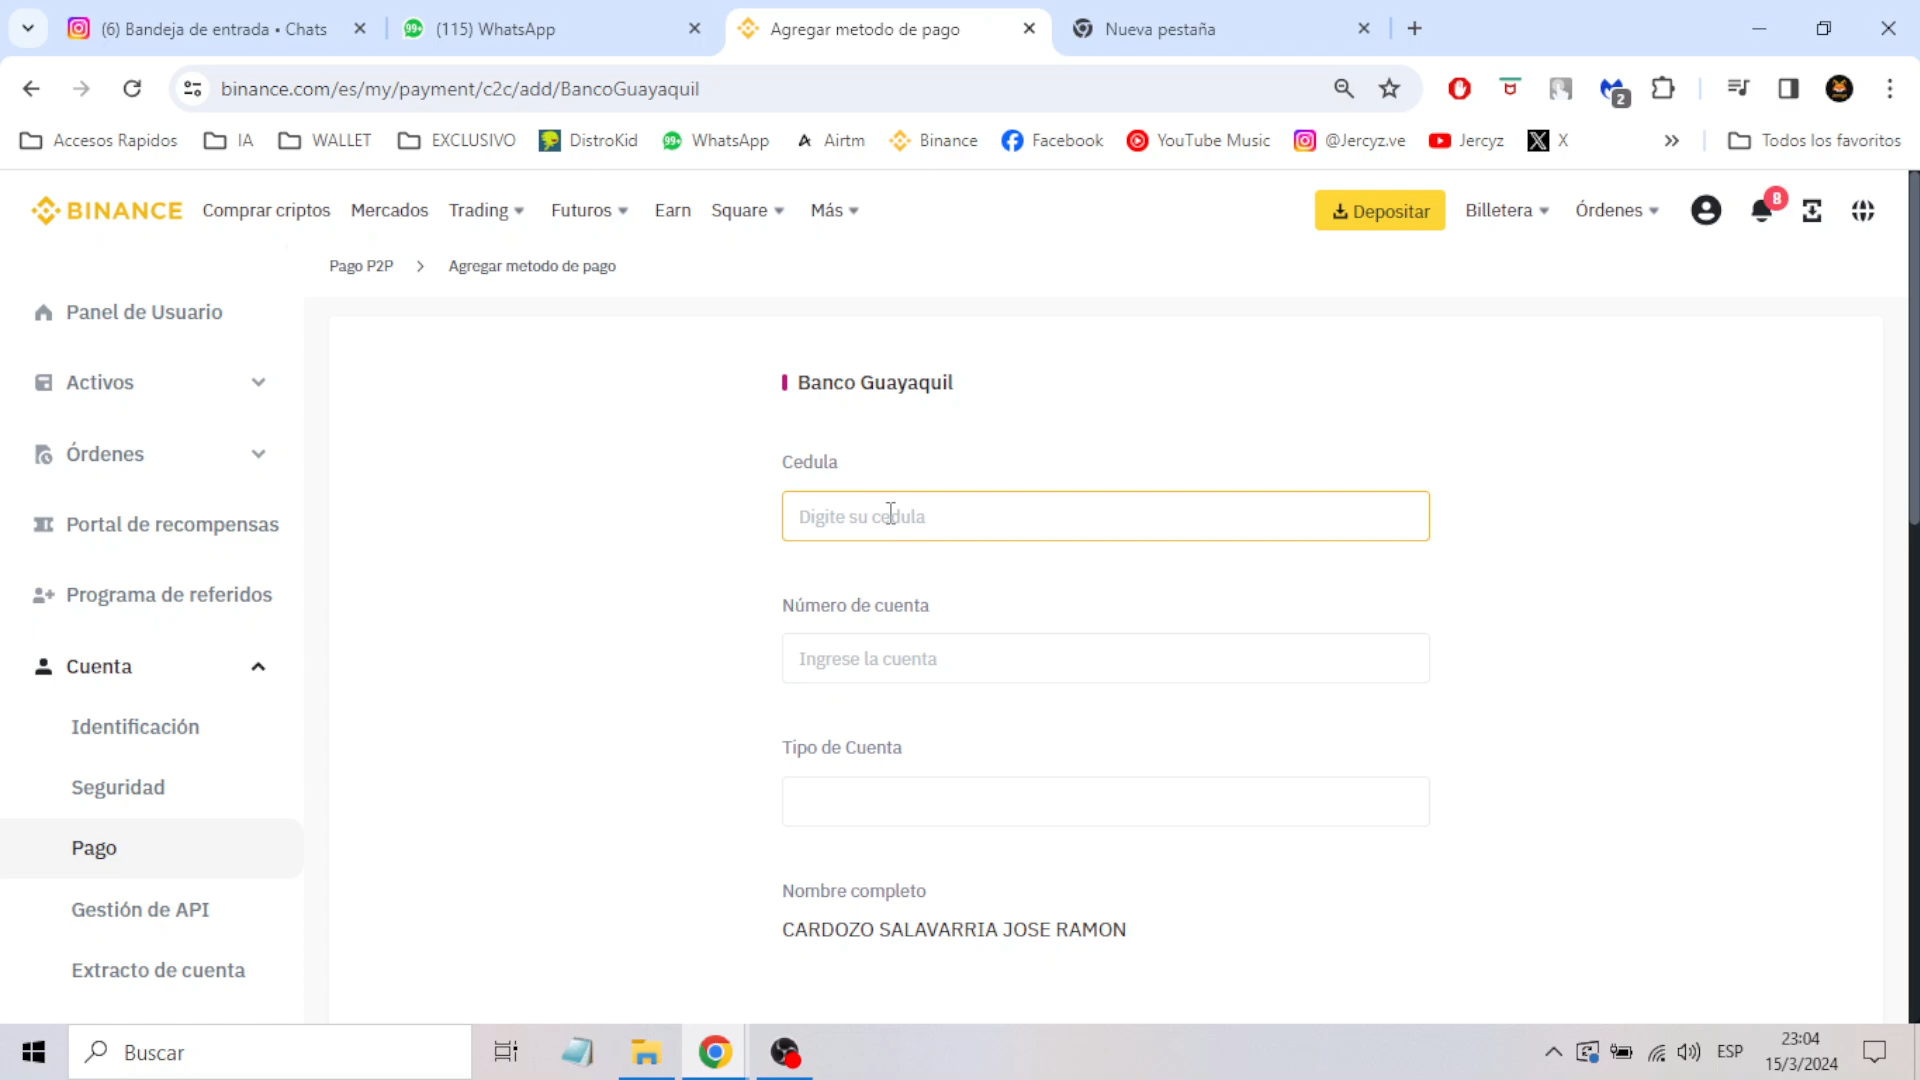 (6) Bandeja de entrada • Chats
99+ (115) WhatsApp
Agregar metodo de pago
Nueva pestaña
binance.com/es/my/payment/c2c/add/BancoGuayaquil
2
Accesos Rapidos
IA
WALLET
EXCLUSIVO
DistroKid
99+ WhatsApp
Airtm
Binance
Facebook
YouTube Music
@Jercyz.ve
Jercyz
X
Todos los favoritos
BINANCE
Comprar criptos
Mercados
Trading
Futuros
Earn
Square
Más
Depositar
Billetera
Órdenes
8
Pago P2P > Agregar metodo de pago
Panel de Usuario
Activos
Órdenes
Portal de recompensas
Programa de referidos
Cuenta
Identificación
Seguridad
Pago
Gestión de API
Extracto de cuenta
Banco Guayaquil
Cedula
Digite su cedula
Número de cuenta
Ingrese la cuenta
Tipo de Cuenta
Nombre completo
CARDOZO SALAVARRIA JOSE RAMON
Buscar
ESP
23:04
15/3/2024